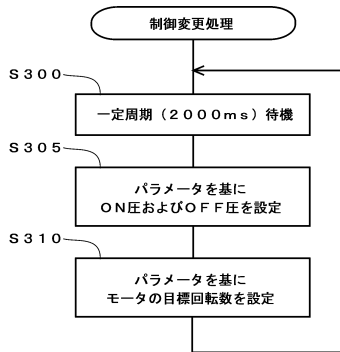 制御変更処理
S300
一定周期（2000ms）待機
S305
パラメータを基に
ON圧およびOFF圧を設定
S310
パラメータを基に
モータの目標回転数を設定